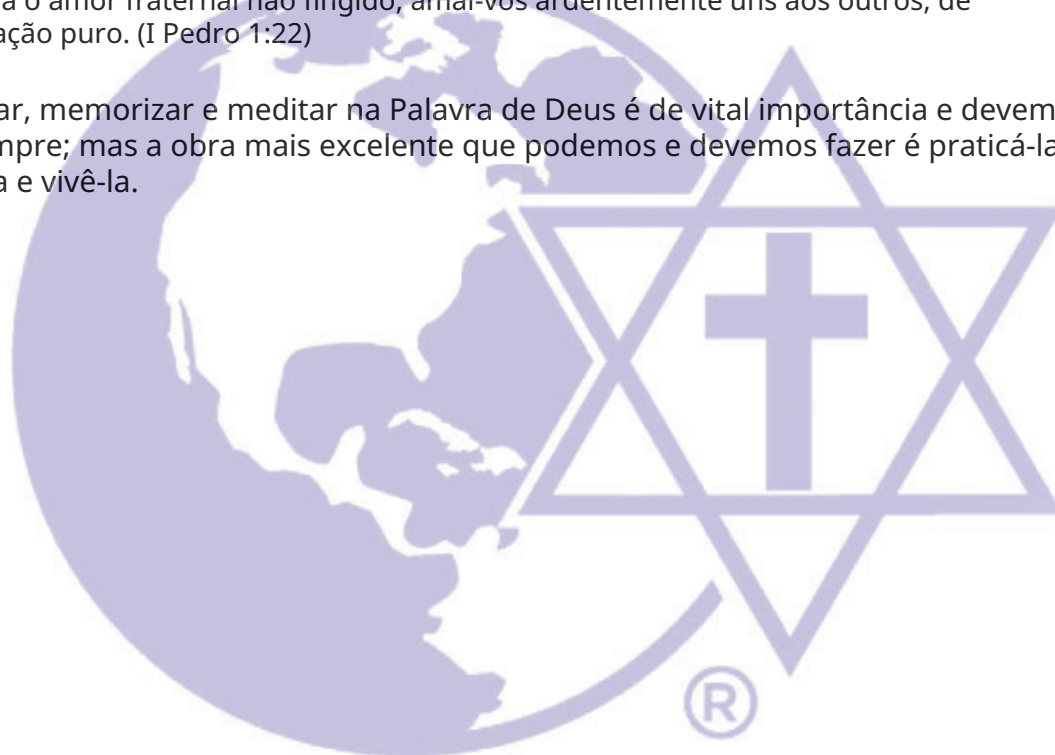 a o amor fraternal não fingido, amai-vos ardentemente uns aos outros, de
ação puro. (I Pedro 1:22)
ar, memorizar e meditar na Palavra de Deus é de vital importância e devem
mpre; mas a obra mais excelente que podemos e devemos fazer é praticá-la
a e vivê-la.
®